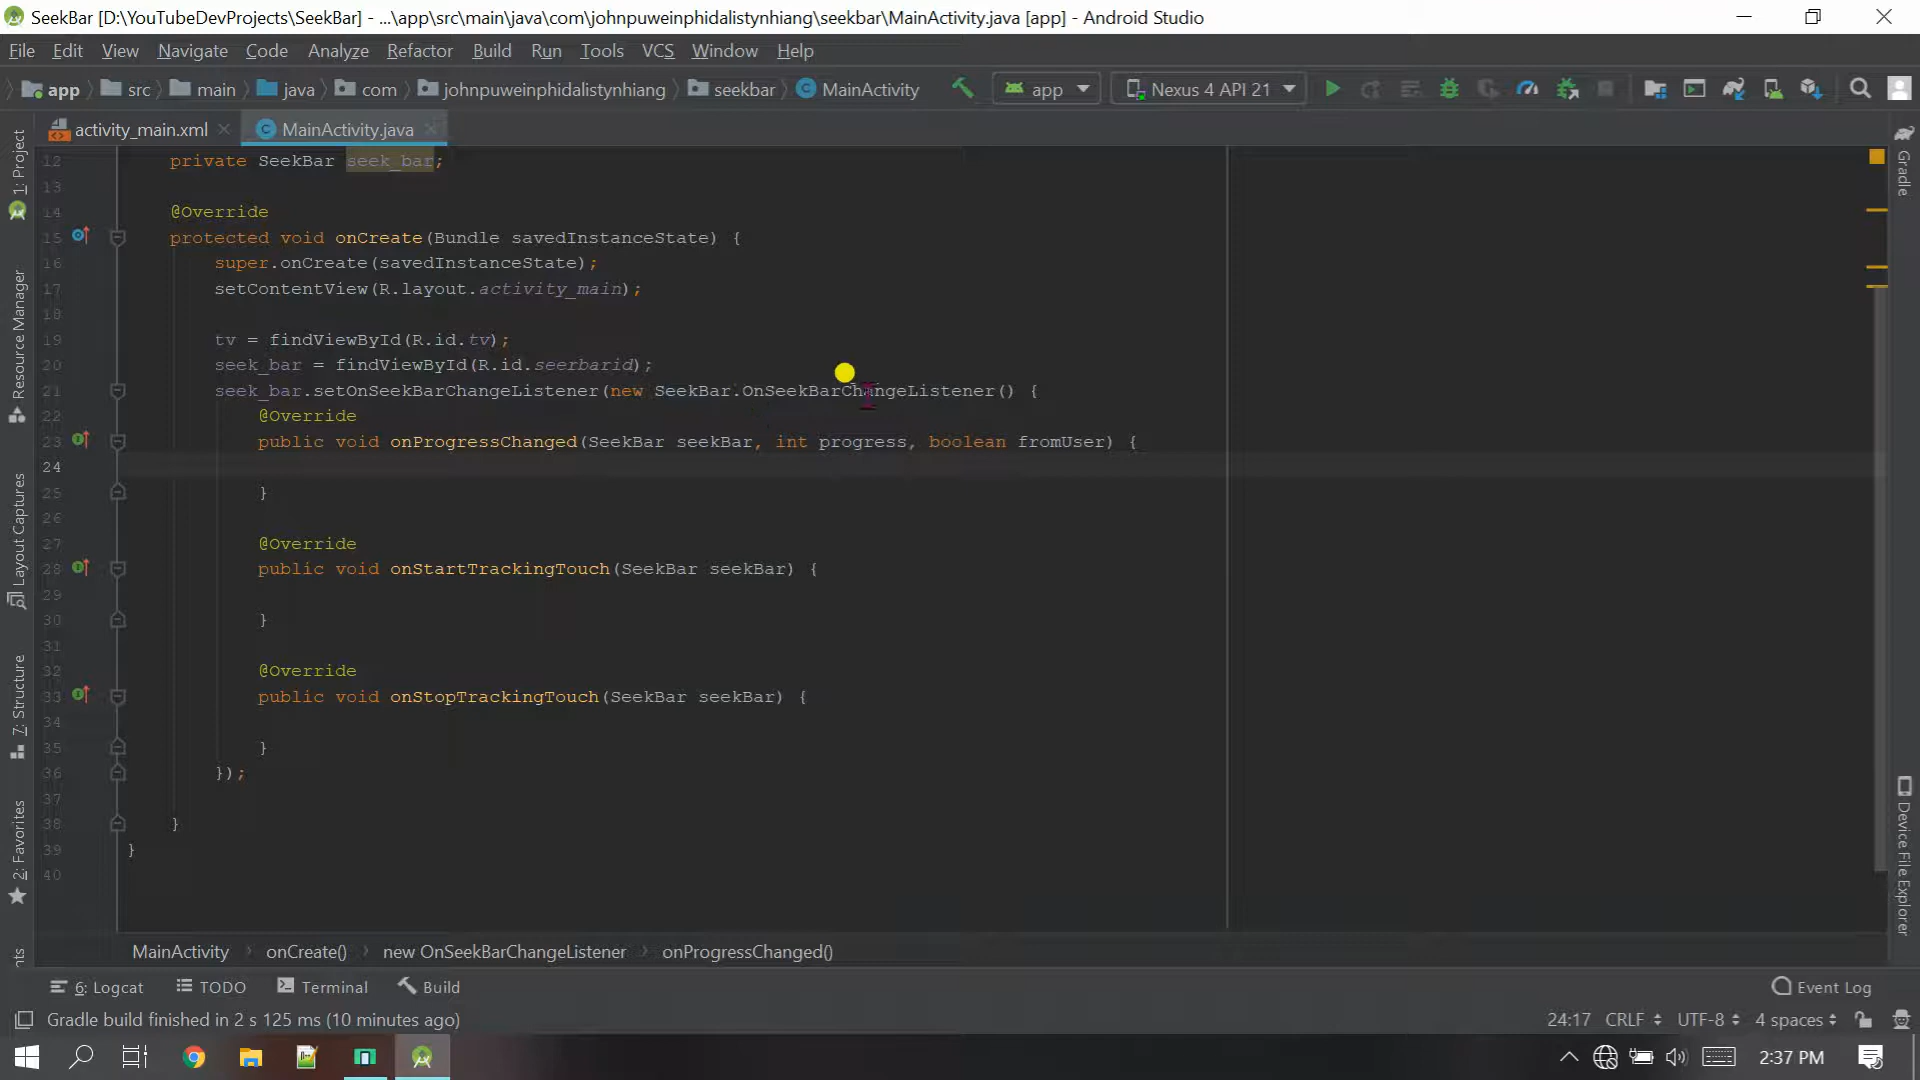 SeekBar [D:\YouTubeDevProjects\SeekBar] - ...\app\src\main\java\com\johnpuweinphidalistynhiang\seekbar\MainActivity.java [app] - Android Studio
File Edit View Navigate Code Analyze Refactor Build Run Tools VCS Window Help
app src main java com johnpuweinphidalistynhiang seekbar MainActivity app Nexus 4 API 21
activity_main.xml MainActivity.java
1: Project
Resource Manager
Layout Captures
7: Structure
2: Favorites
12 private SeekBar seek_bar;
13
14 @Override
15 protected void onCreate(Bundle savedInstanceState) {
16 super.onCreate(savedInstanceState);
17 setContentView(R.layout.activity_main);
18
19 tv = findViewById(R.id.tv);
20 seek_bar = findViewById(R.id.seerbarid);
21 seek_bar.setOnSeekBarChangeListener(new SeekBar.OnSeekBarChangeListener() {
22 @Override
23 public void onProgressChanged(SeekBar seekBar, int progress, boolean fromUser) {
24
25 }
26
27 @Override
28 public void onStartTrackingTouch(SeekBar seekBar) {
29
30 }
31
32 @Override
33 public void onStopTrackingTouch(SeekBar seekBar) {
34
35 }
36 });
37
38 }
39 }
40
Gradle
Device File Explorer
MainActivity onCreate() new OnSeekBarChangeListener onProgressChanged()
6: Logcat TODO Terminal Build Event Log
Gradle build finished in 2 s 125 ms (10 minutes ago) 24:17 CRLF UTF-8 4 spaces
2:37 PM